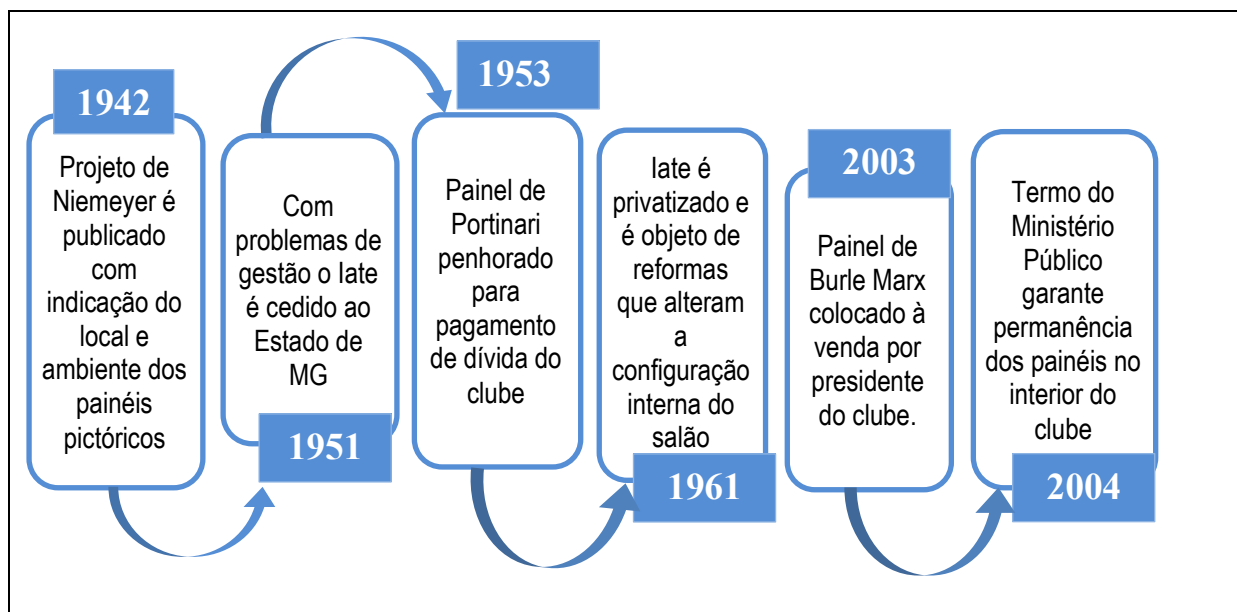 1942
Projeto de
Niemeyer é
publicado
com
indicação do
local e
ambiente dos
painéis
pictóricos
Com
problemas de
gestão o Iate
é cedido ao
Estado de
MG
1951
1953
Painel de
Portinari
penhorado
para
pagamento
de dívida do
clube
Iate é
privatizado e
é objeto de
reformas
que alteram
a
configuração
interna do
salão
1961
2003
Painel de
Burle Marx
colocado à
venda por
presidente
do clube.
Termo do
Ministério
Público
garante
permanência
dos painéis no
interior do
clube
2004